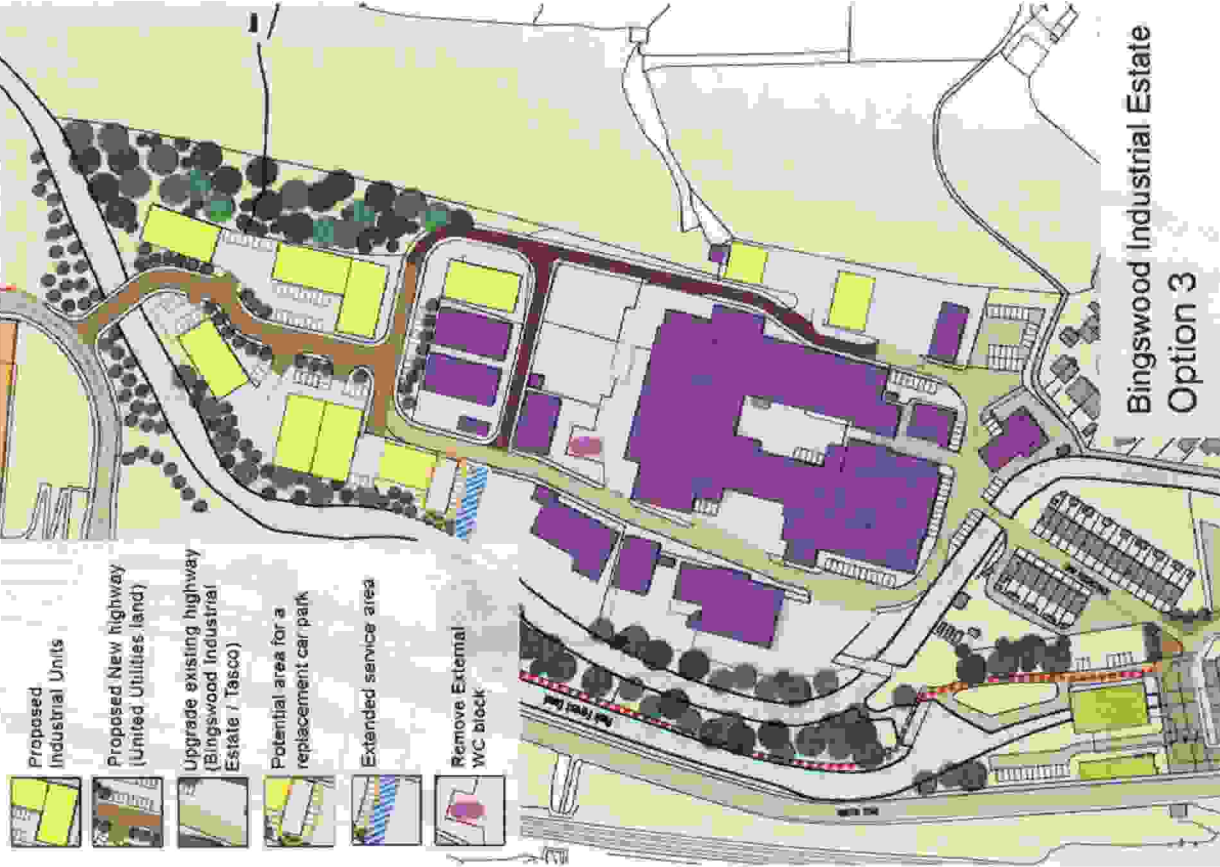 Bingswood Industrial Estate
Option 3
Proposed
Industrial Units
Proposed New highway
(United Utilities land)
Upgrade existing highway
(Bingswood Industrial
Estate / Tasco)
Potential area for a
replacement car park
Extended service area
Remove External
WC block